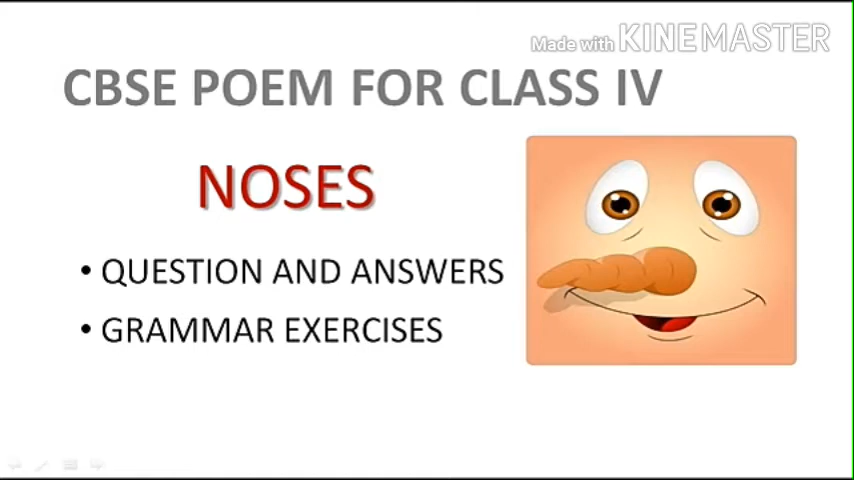 Made with KINEMASTER
CBSE POEM FOR CLASS IV
NOSES
• QUESTION AND ANSWERS
• GRAMMAR EXERCISES